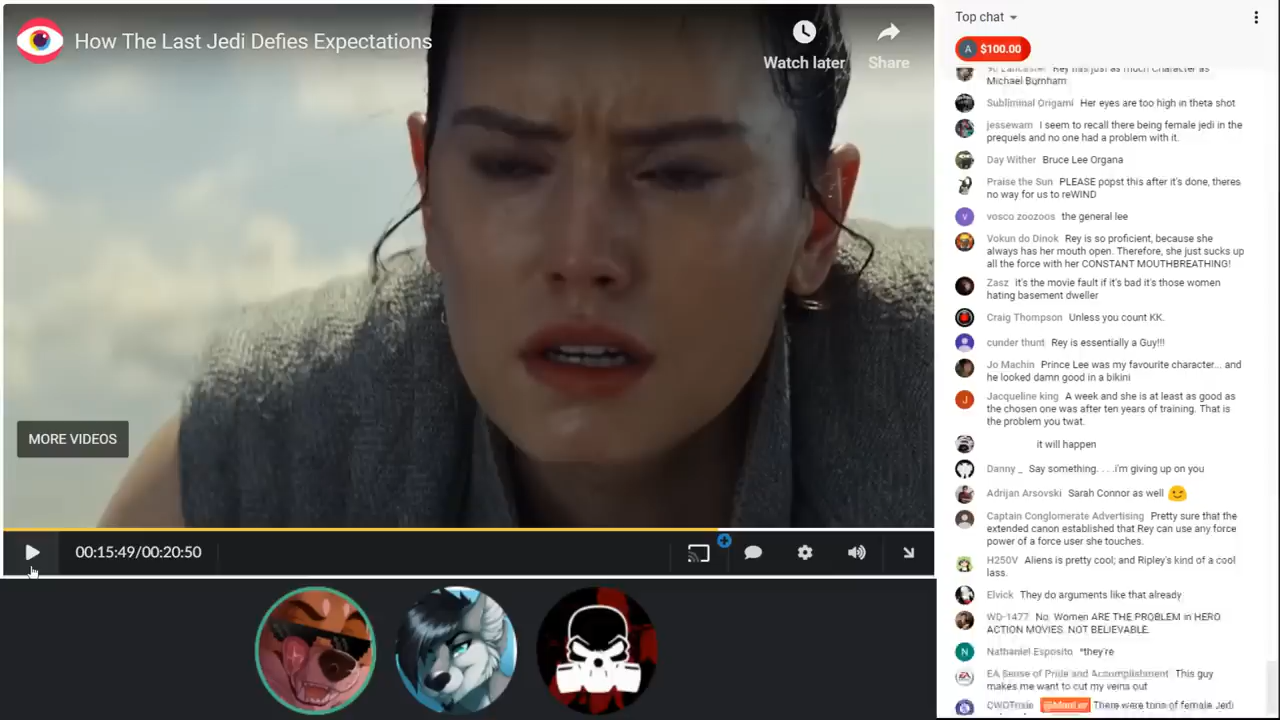 How The Last Jedi Defies Expectations
Watch later
Share
MORE VIDEOS
00:15:49/00:20:50
Top chat
A $100.00
Rey has just as much character as
Michael Burnham
Subliminal Origami Her eyes are too high in theta shot
jessewam I seem to recall there being female jedi in the
prequels and no one had a problem with it.
Day Wither Bruce Lee Organa
Praise the Sun PLEASE popst this after it's done, theres
no way for us to reWIND
V vosco zoozoos the general lee
Vokun do Dinok Rey is so proficient, because she
always has her mouth open. Therefore, she just sucks up
all the force with her CONSTANT MOUTHBREATHING!
Zasz it's the movie fault if it's bad it's those women
hating basement dweller
Craig Thompson Unless you count KK.
cunder thunt Rey is essentially a Guy!!!
Jo Machin Prince Lee was my favourite character... and
he looked damn good in a bikini
J Jacqueline king A week and she is at least as good as
the chosen one was after ten years of training. That is
the problem you twat.
it will happen
Danny _ Say something. . . .i'm giving up on you
Adrijan Arsovski Sarah Connor as well
Captain Conglomerate Advertising Pretty sure that the
extended canon established that Rey can use any force
power of a force user she touches.
H250V Aliens is pretty cool; and Ripley's kind of a cool
lass.
Elvick They do arguments like that already
WD-1477 No. Women ARE THE PROBLEM in HERO
ACTION MOVIES. NOT BELIEVABLE.
N Nathaniel Esposito *they're
EA Sense of Pride and Accomplishment This guy
makes me want to cut my veins out
There were tons of female Jedi